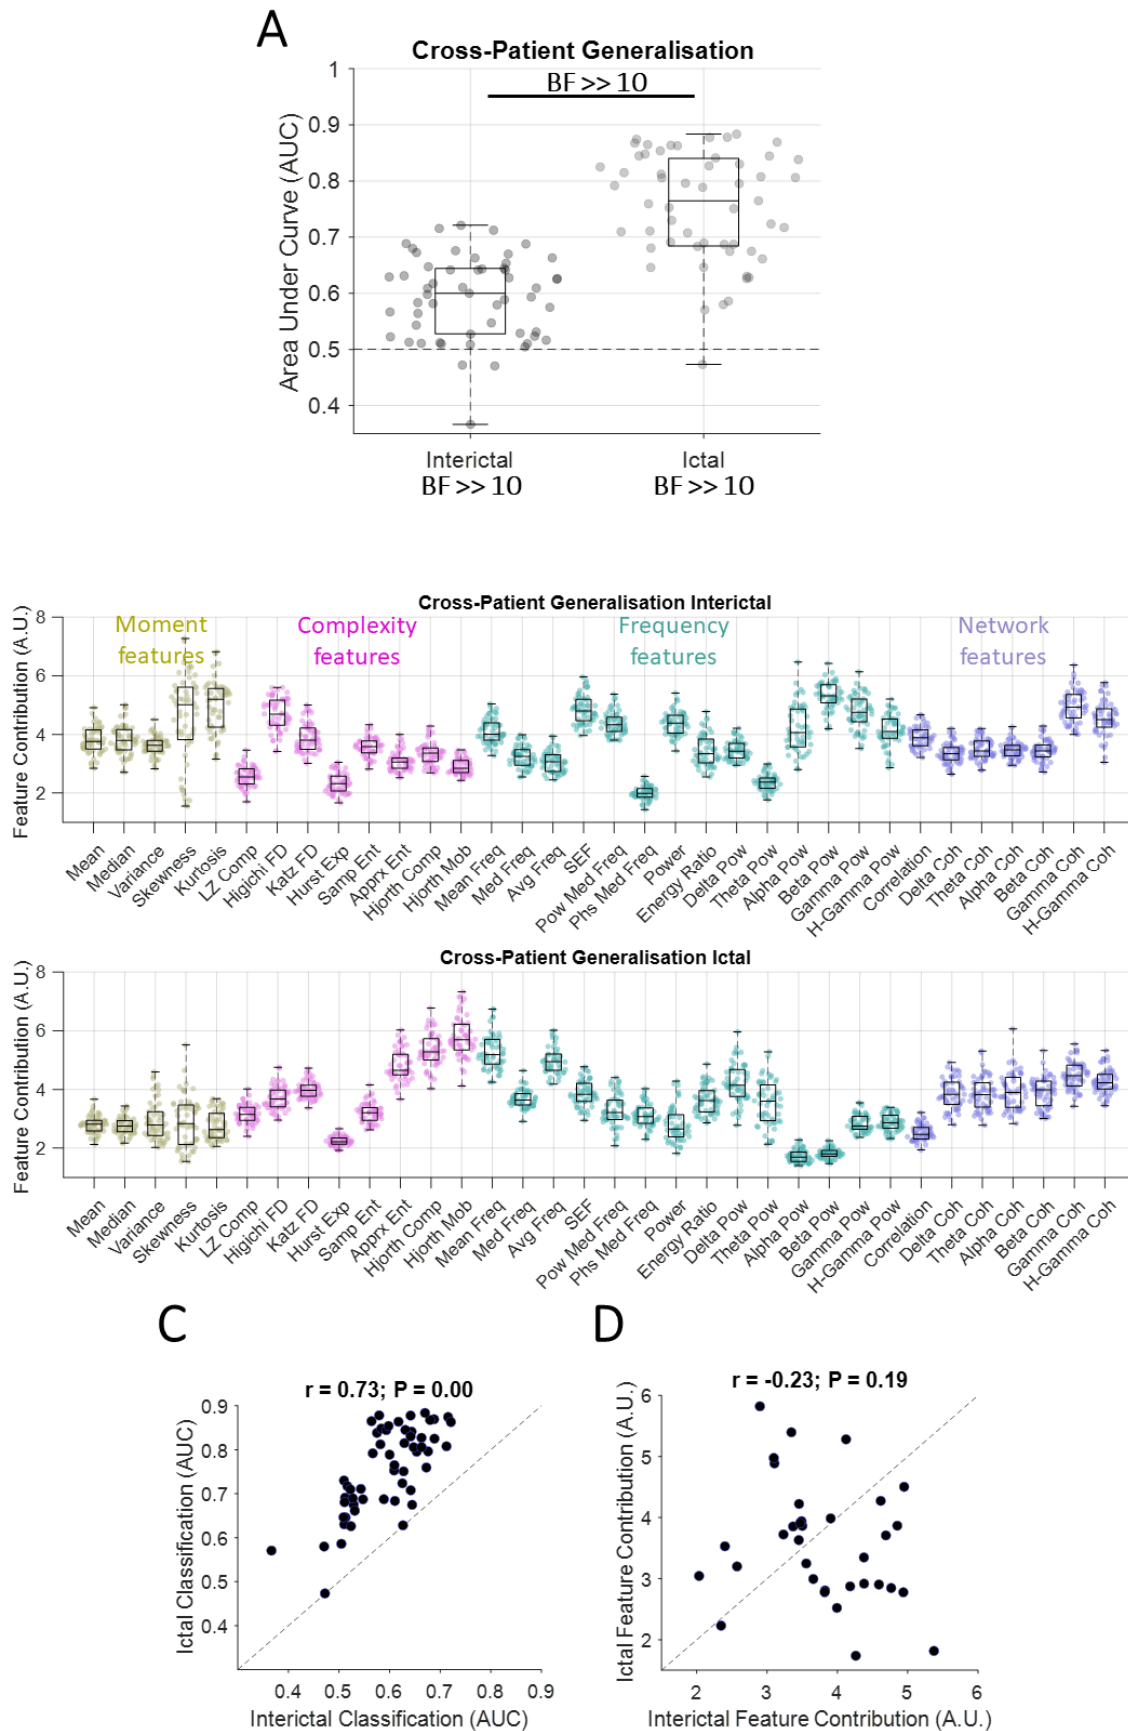 A
Cross-Patient Generalisation
BF >> 10
Area Under Curve (AUC)
1
0.9
0.8
0.7
0.6
0.5
0.4
Interictal
Ictal
BF >> 10
BF >> 10
Cross-Patient Generalisation Interictal
Feature Contribution (A.U.)
8
6
4
2
Moment
features
Complexity
features
Frequency
features
Network
features
Mean
Median
Variance
Skewness
Kurtosis
LZ Comp
Higichi FD
Katz FD
Hurst Exp
Samp Ent
Apprx Ent
Hjorth Comp
Hjorth Mob
Mean Freq
Med Freq
Avg Freq
SEF
Pow Med Freq
Phs Med Freq
Power
Energy Ratio
Delta Pow
Theta Pow
Alpha Pow
Beta Pow
Gamma Pow
H-Gamma Pow
Correlation
Delta Coh
Theta Coh
Alpha Coh
Beta Coh
Gamma Coh
H-Gamma Coh
Cross-Patient Generalisation Ictal
Feature Contribution (A.U.)
8
6
4
2
Mean
Median
Variance
Skewness
Kurtosis
LZ Comp
Higichi FD
Katz FD
Hurst Exp
Samp Ent
Apprx Ent
Hjorth Comp
Hjorth Mob
Mean Freq
Med Freq
Avg Freq
SEF
Pow Med Freq
Phs Med Freq
Power
Energy Ratio
Delta Pow
Theta Pow
Alpha Pow
Beta Pow
Gamma Pow
H-Gamma Pow
Correlation
Delta Coh
Theta Coh
Alpha Coh
Beta Coh
Gamma Coh
H-Gamma Coh
C
r = 0.73; P = 0.00
Ictal Classification (AUC)
0.9
0.8
0.7
0.6
0.5
0.4
0.4 0.5 0.6 0.7 0.8 0.9
Interictal Classification (AUC)
D
r = -0.23; P = 0.19
Ictal Feature Contribution (A.U.)
6
5
4
3
2
2 3 4 5 6
Interictal Feature Contribution (A.U.)